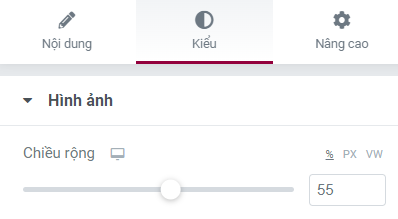 Nội dung Kiểu Nâng cao
Hình ảnh
Chiều rộng % PX VW
55